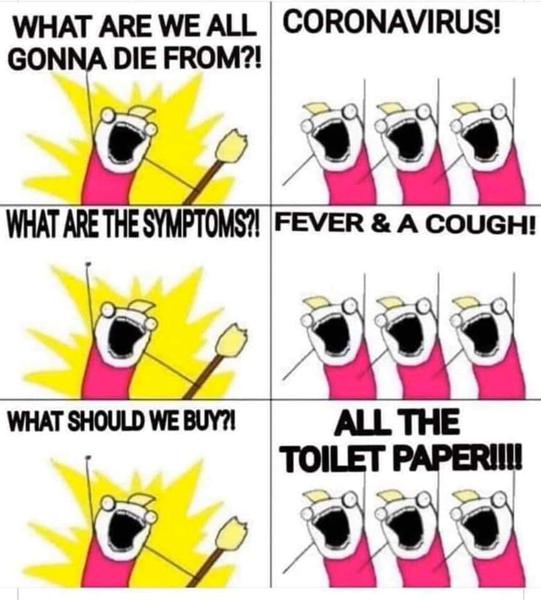 WHAT ARE WE ALL
GONNA DIE FROM?!
CORONAVIRUS!
WHAT ARE THE SYMPTOMS?!
FEVER & A COUGH!
WHAT SHOULD WE BUY?!
ALL THE
TOILET PAPER!!!!